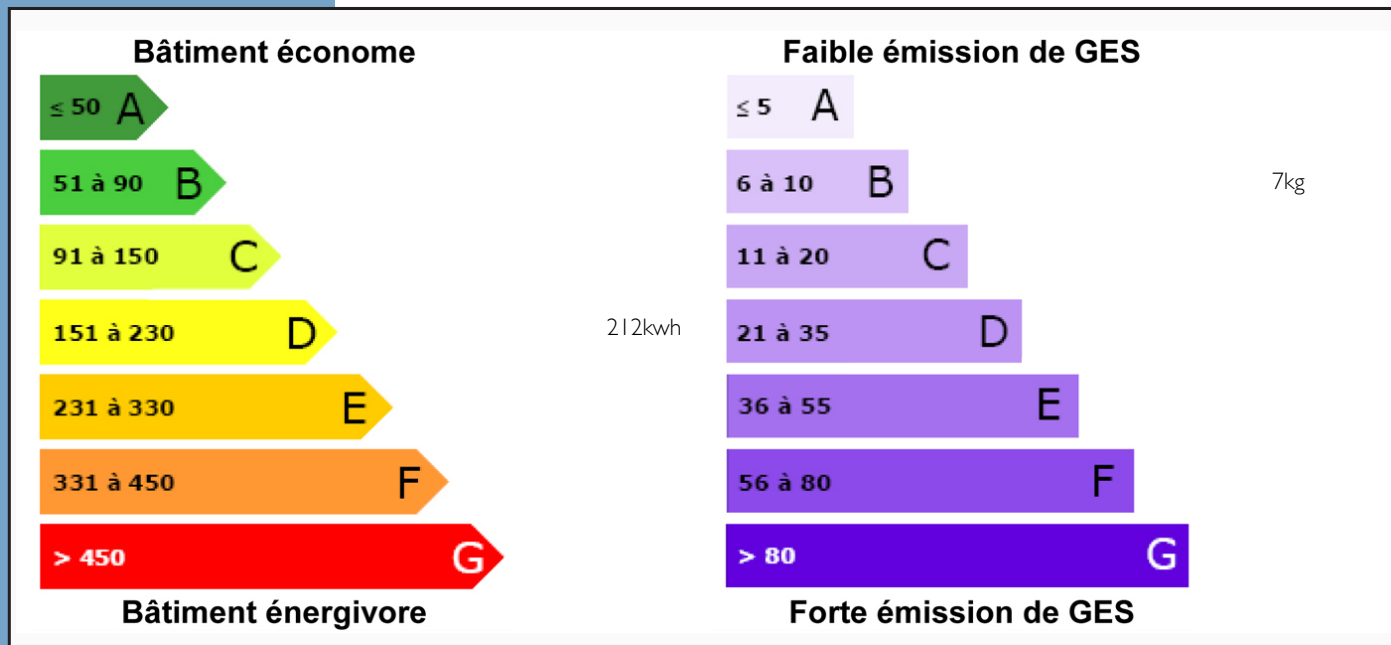 Bâtiment économe
≤ 50 A
51 à 90 B
91 à 150 C
151 à 230 D
212kwh
231 à 330 E
331 à 450 F
> 450 G
Bâtiment énergivore
Faible émission de GES
≤ 5 A
6 à 10 B
7kg
11 à 20 C
21 à 35 D
36 à 55 E
56 à 80 F
> 80 G
Forte émission de GES